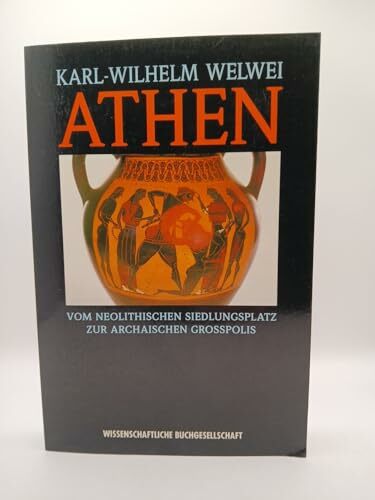 KARL-WILHELM WELWEI
ATHEN
VOM NEOLITHISCHEN SIEDLUNGSPLATZ
ZUR ARCHAISCHEN GROSSPOLIS
WISSENSCHAFTLICHE BUCHGESELLSCHAFT